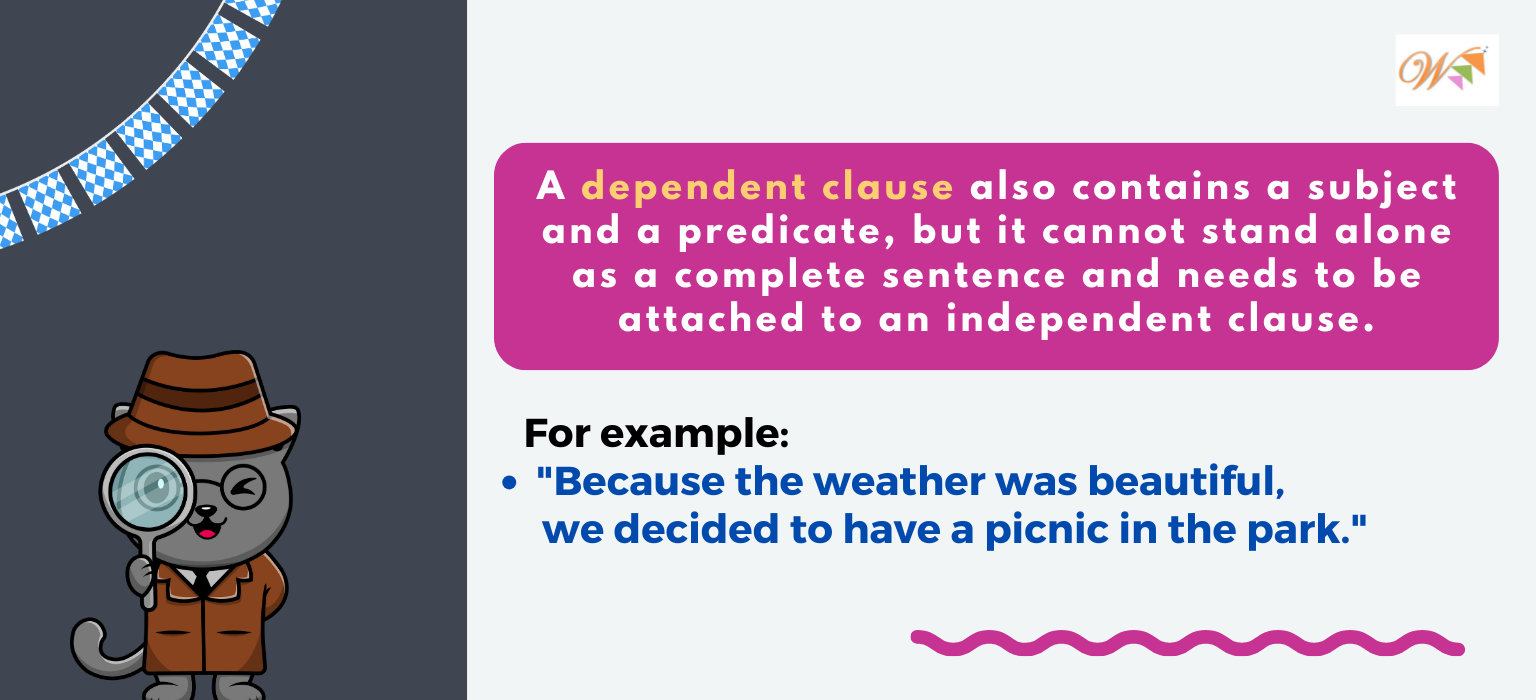 W
A dependent clause also contains a subject
and a predicate, but it cannot stand alone
as a complete sentence and needs to be
attached to an independent clause.
For example:
• "Because the weather was beautiful,
we decided to have a picnic in the park."